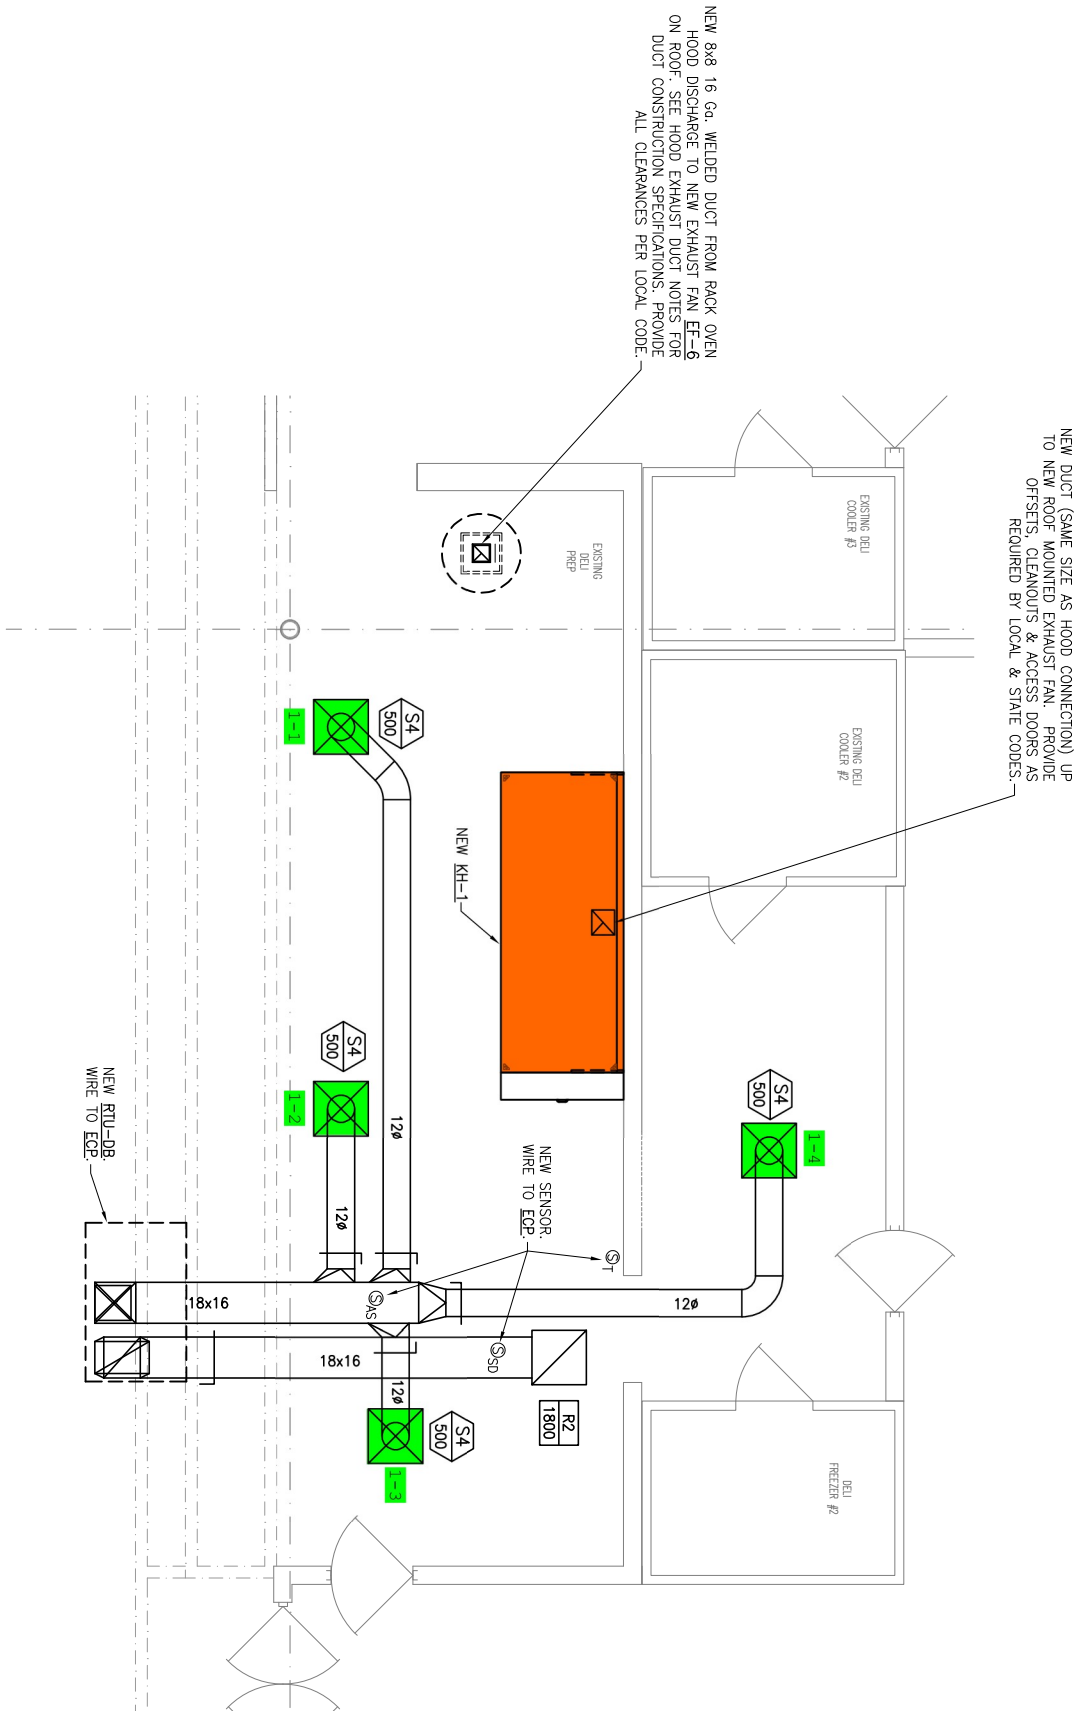 NEW DUCT (SAME SIZE AS HOOD CONNECTION) UP
TO NEW ROOF MOUNTED EXHAUST FAN. PROVIDE
OFFSETS, CLEANOUTS & ACCESS DOORS AS
REQUIRED BY LOCAL & STATE CODES.
NEW 8x8 16 Ga. WELDED DUCT FROM RACK OVEN
HOOD DISCHARGE TO NEW EXHAUST FAN EF-6
ON ROOF. SEE HOOD EXHAUST DUCT NOTES FOR
DUCT CONSTRUCTION SPECIFICATIONS. PROVIDE
ALL CLEARANCES PER LOCAL CODE.
EXISTING DELI
COOLER #3
EXISTING DELI
COOLER #2
DELI
FREEZER #2
EXISTING
DELI
PREP
1-4
S4
500
NEW KH-1
NEW SENSOR.
WIRE TO ECP.
S
T
12ø
R2
1800
S
SD
S4
500
S4
500
S4
500
12ø
12ø
12ø
S
AS
1-1
1-2
1-3
18x16
18x16
NEW RTU-DB.
WIRE TO ECP.